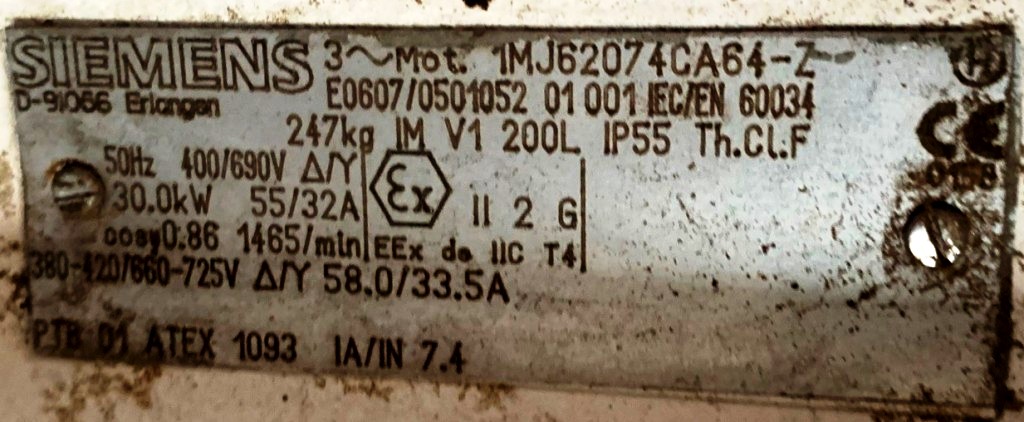 SIEMENS 3~Mot. 1MJ62074CA64-Z
D-91056 Erlangen E0607/0501052 01 001 IEC/EN 60034
247kg IM V1 200L IP55 Th.Cl.F
50Hz 400/690V Δ/Y
30.0kW 55/32A Ex II 2 G
cosφ0.86 1465/min EEx de IIC T4
380-420/660-725V Δ/Y 58.0/33.5A
PTB 01 ATEX 1093 IA/IN 7.4
H
CE